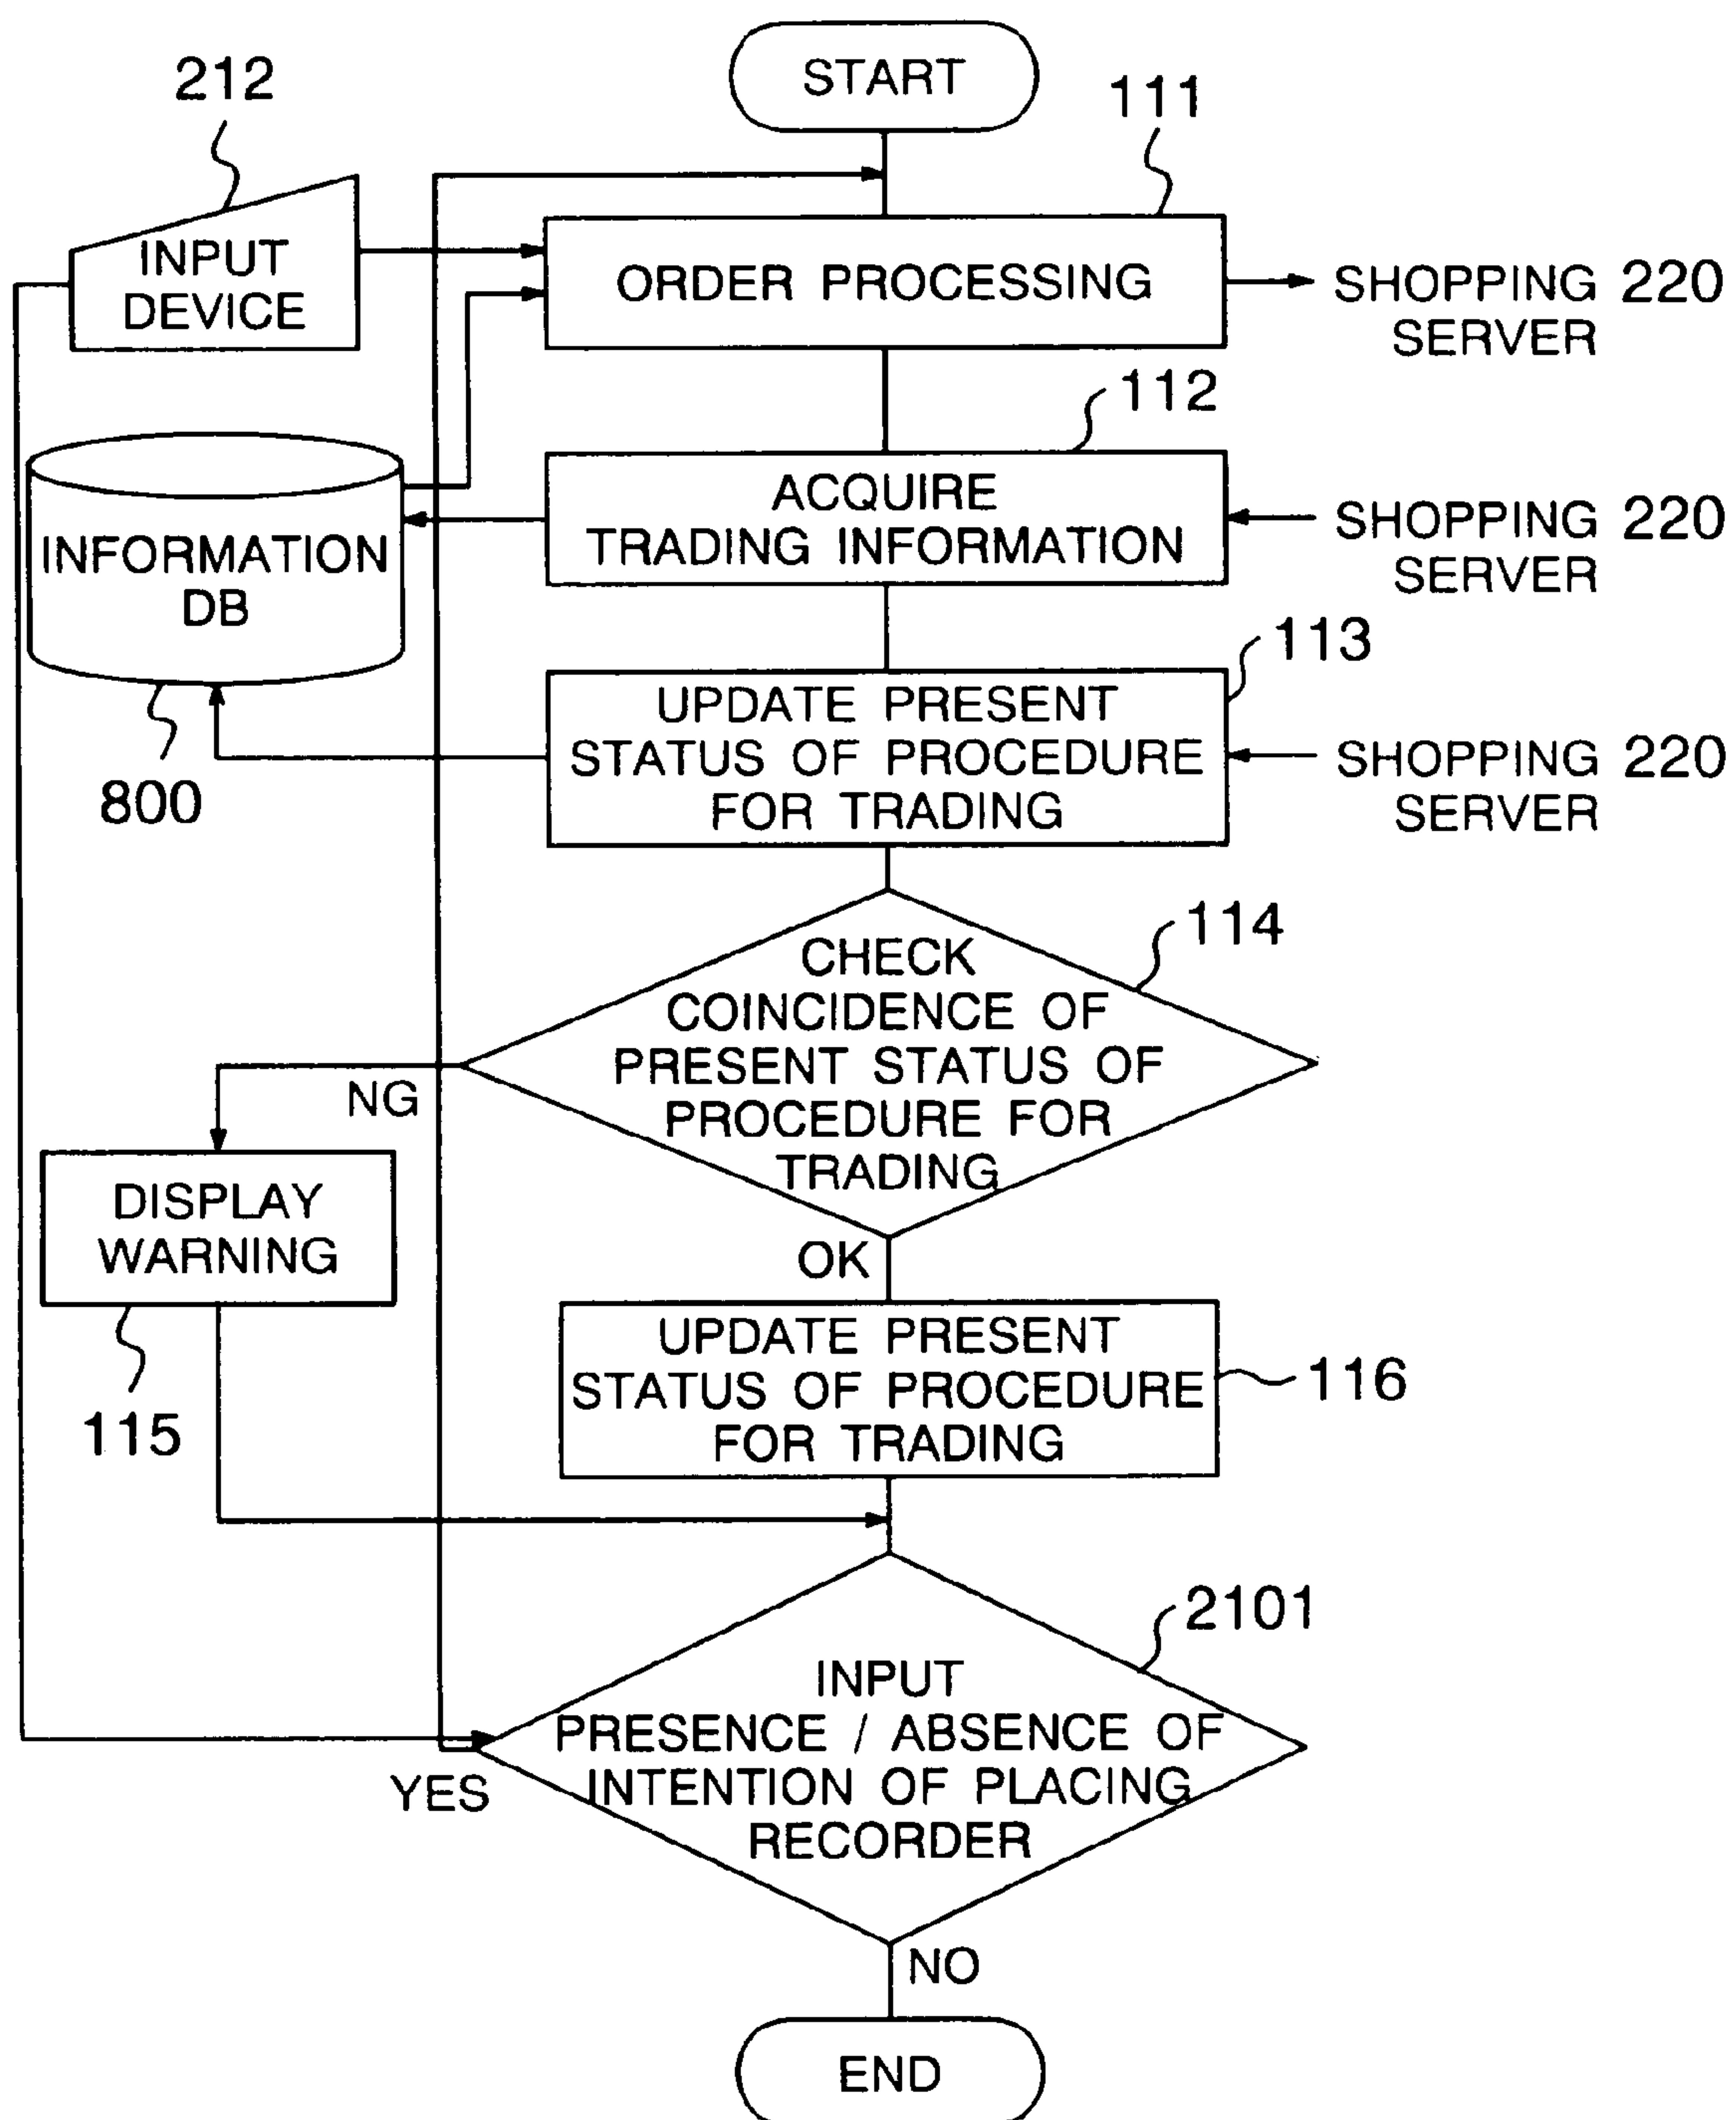 START
212
111
INPUT
DEVICE
ORDER PROCESSING
SHOPPING 220
SERVER
112
ACQUIRE
TRADING INFORMATION
SHOPPING 220
SERVER
INFORMATION
DB
113
UPDATE PRESENT
STATUS OF PROCEDURE
FOR TRADING
SHOPPING 220
SERVER
800
114
CHECK
COINCIDENCE OF
PRESENT STATUS OF
PROCEDURE FOR
TRADING
NG
DISPLAY
WARNING
OK
115
UPDATE PRESENT
STATUS OF PROCEDURE
FOR TRADING
116
2101
INPUT
PRESENCE / ABSENCE OF
INTENTION OF PLACING
RECORDER
YES
NO
END